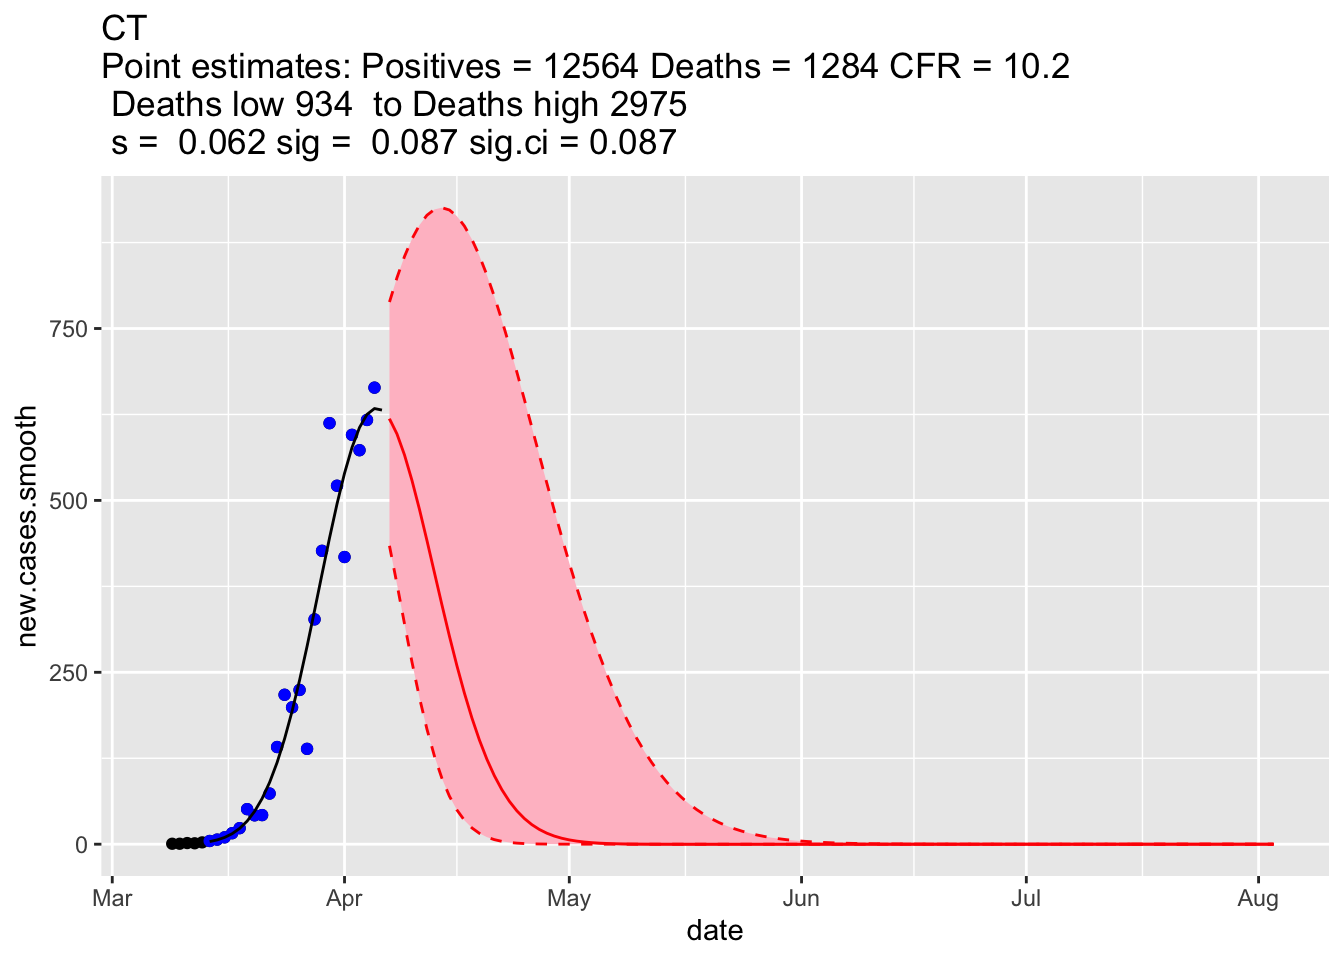 CT
Point estimates: Positives = 12564 Deaths = 1284 CFR = 10.2
Deaths low 934  to Deaths high 2975
s =  0.062 sig =  0.087 sig.ci = 0.087
750
500
250
0
new.cases.smooth
Mar Apr May Jun Jul Aug
date